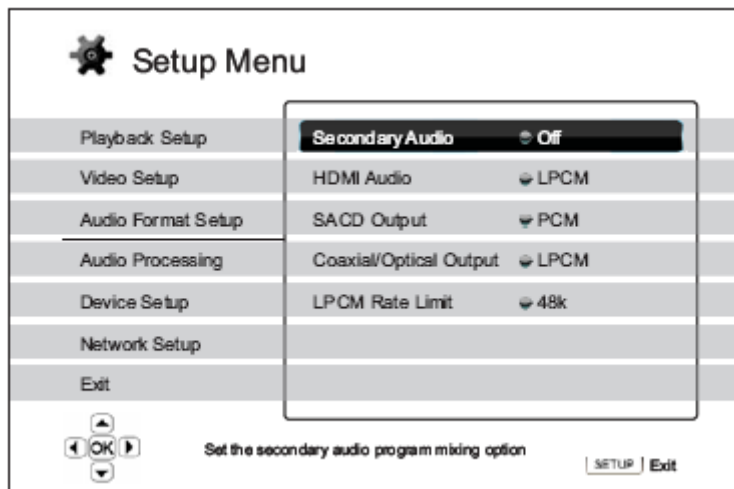 Setup Menu
Playback Setup
Video Setup
Audio Format Setup
Audio Processing
Device Setup
Network Setup
Exit
Secondary Audio Off
HDMI Audio LPCM
SACD Output PCM
Coaxial/Optical Output LPCM
LPCM Rate Limit 48k
OK
Set the secondary audio program mixing option
SETUP Exit